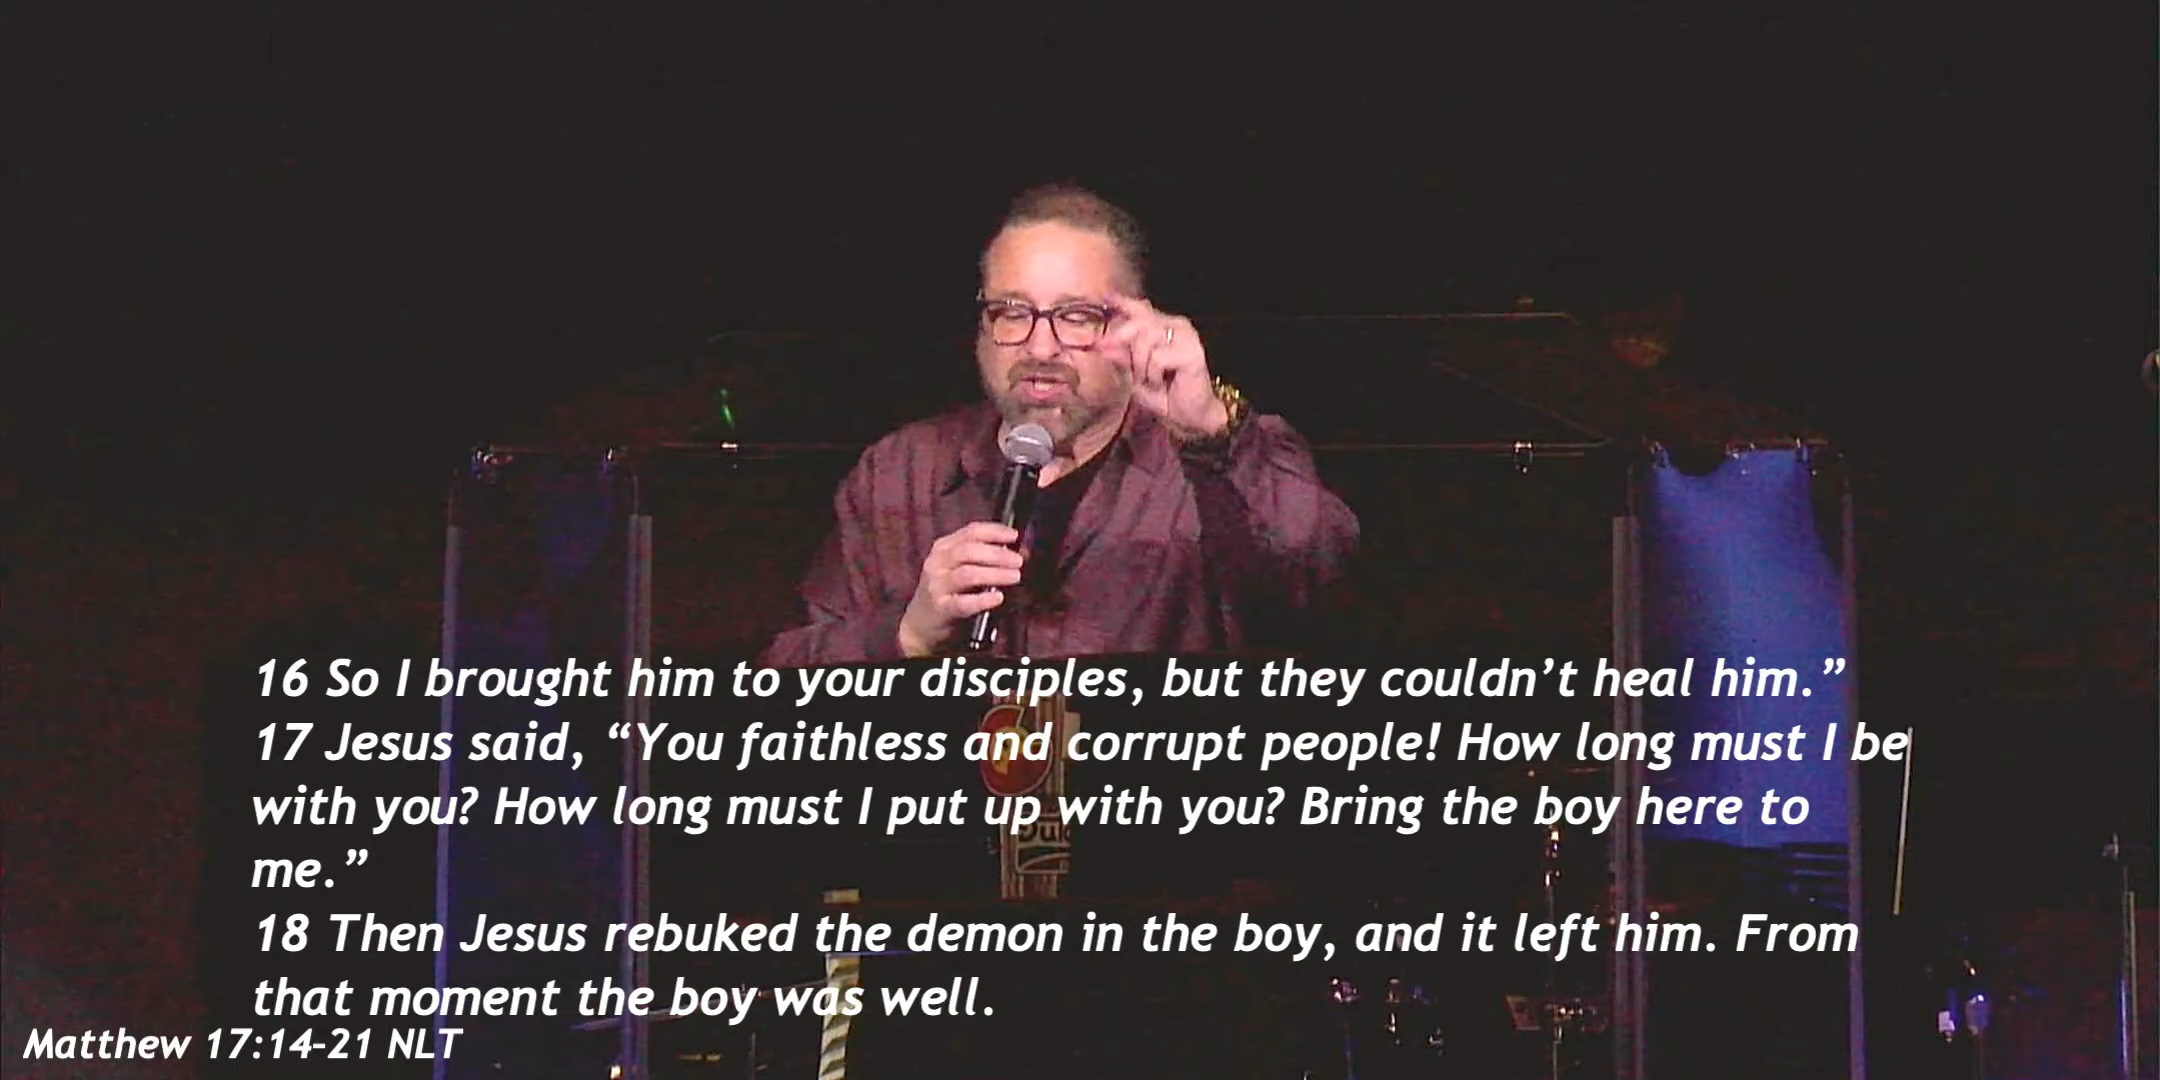 16 So I brought him to your disciples, but they couldn’t heal him.”
17 Jesus said, “You faithless and corrupt people! How long must I be
with you? How long must I put up with you? Bring the boy here to
me.”
18 Then Jesus rebuked the demon in the boy, and it left him. From
that moment the boy was well.
Matthew 17:14-21 NLT